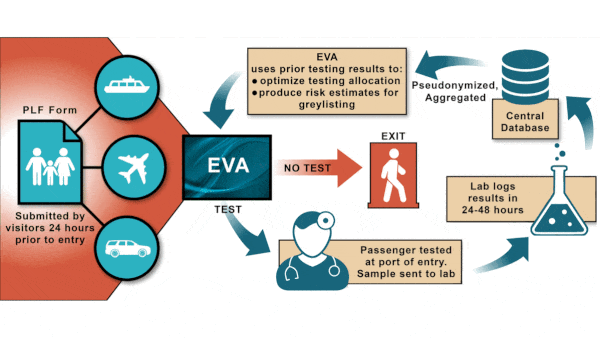 PLF Form
Submitted by
visitors 24 hours
prior to entry
EVA
NO TEST
EXIT
TEST
Passenger tested
at port of entry.
Sample sent to lab
Lab logs
results in
24-48 hours
Central
Database
Pseudonymized,
Aggregated
EVA
uses prior testing results to:
● optimize testing allocation
● produce risk estimates for
greylisting